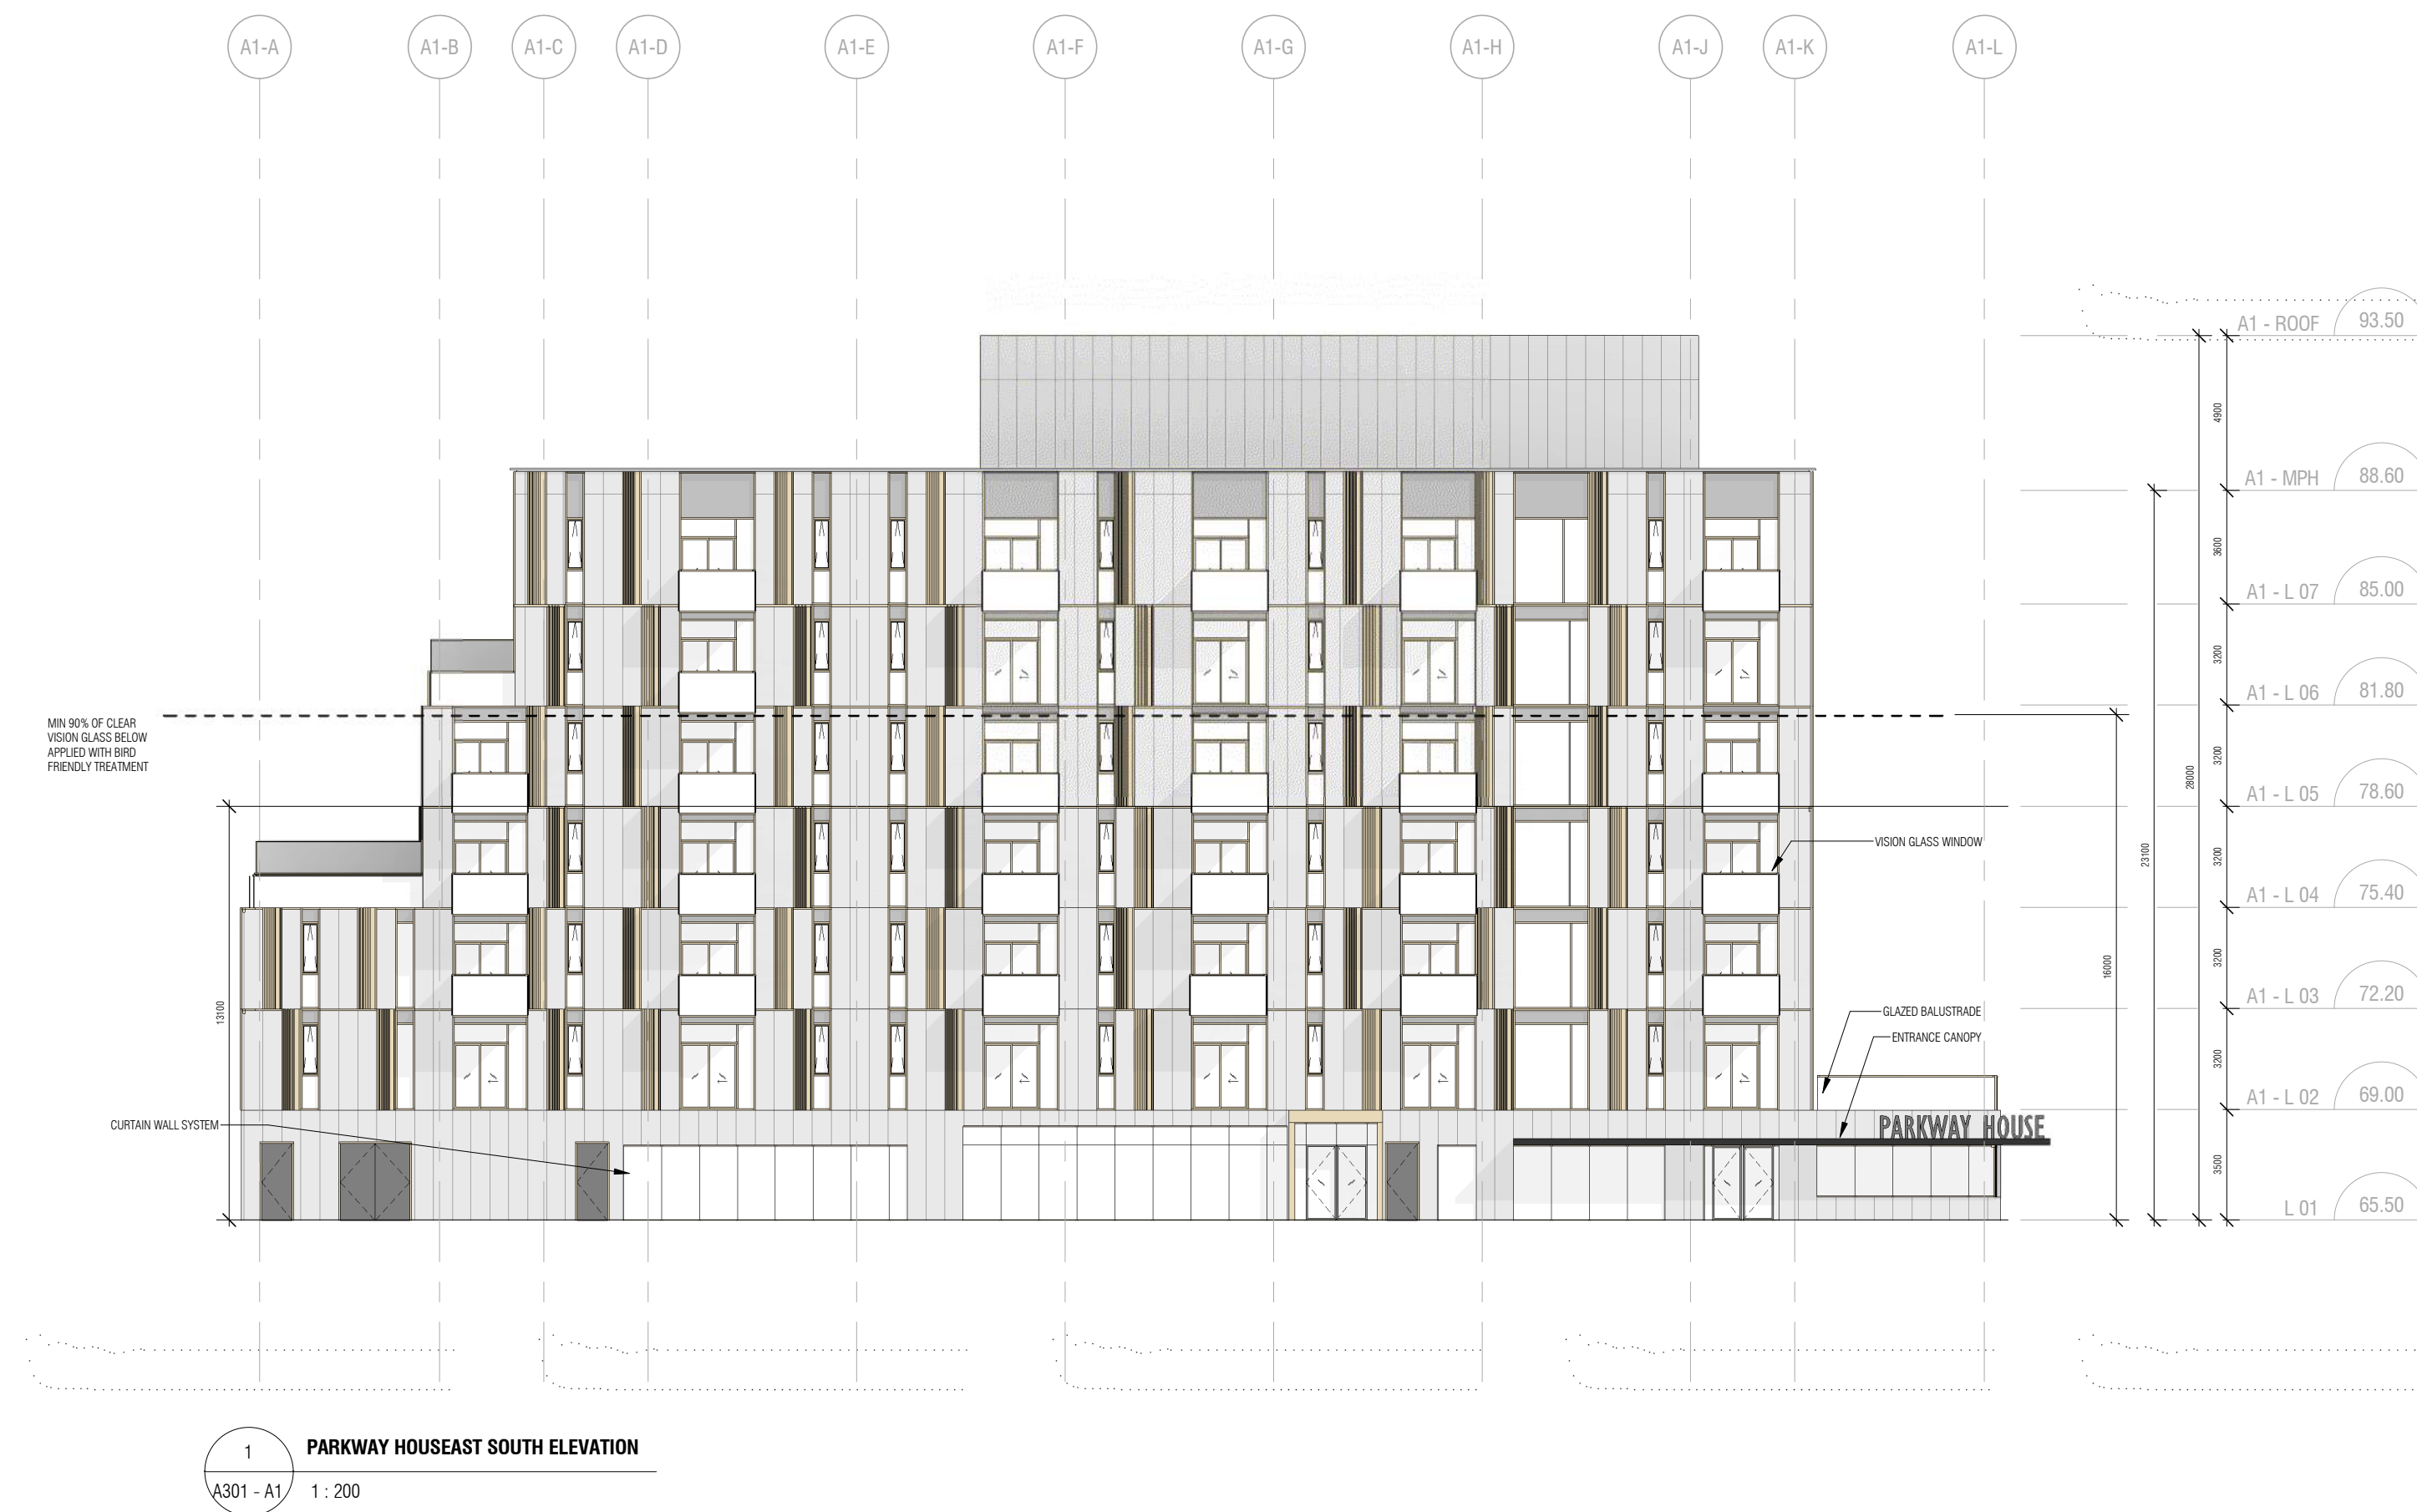 A1-A
A1-B
A1-C
A1-D
A1-E
A1-F
A1-G
A1-H
A1-J
A1-K
A1-L
A1 - ROOF 93.50
4900
A1 - MPH 88.60
3600
A1 - L 07 85.00
3200
A1 - L 06 81.80
MIN 90% OF CLEAR
VISION GLASS BELOW
APPLIED WITH BIRD
FRIENDLY TREATMENT
3200
28000
A1 - L 05 78.60
VISION GLASS WINDOW
23100
3200
A1 - L 04 75.40
3200
16000
A1 - L 03 72.20
13100
GLAZED BALUSTRADE
ENTRANCE CANOPY
3200
A1 - L 02 69.00
CURTAIN WALL SYSTEM
PARKWAY HOUSE
3500
L 01 65.50
1
PARKWAY HOUSEAST SOUTH ELEVATION
A301 - A1
1 : 200